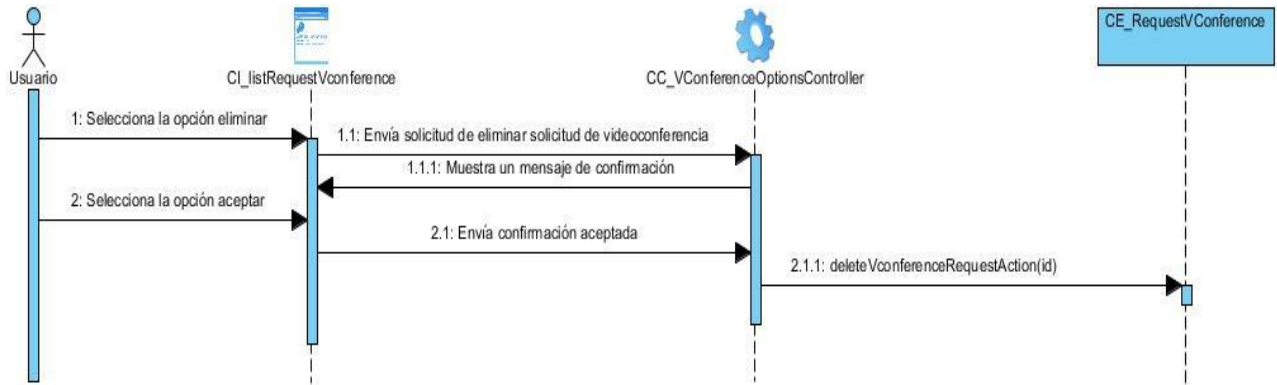 CE_RequestVConference
Usuario
CI_listRequestVconference
CC_VConferenceOptionsController
1: Selecciona la opción eliminar
1.1: Envía solicitud de eliminar solicitud de videoconferencia
1.1.1: Muestra un mensaje de confirmación
2: Selecciona la opción aceptar
2.1: Envía confirmación aceptada
2.1.1: deleteVconferenceRequestAction(id)